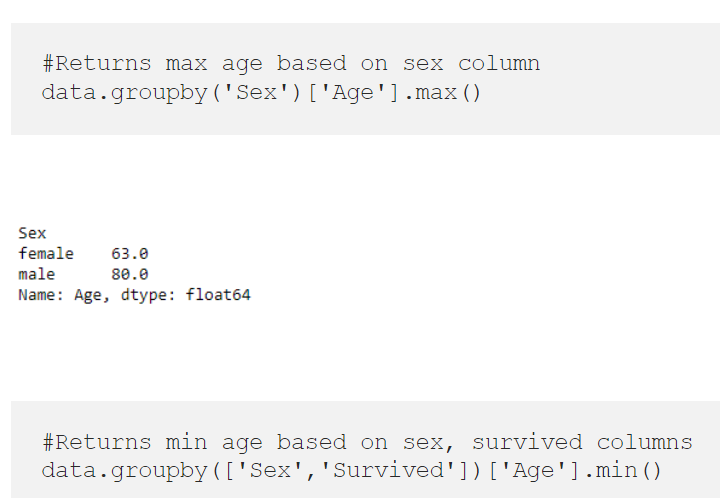 #Returns max age based on sex column
data.groupby('Sex')['Age'].max()
Sex
female    63.0
male      80.0
Name: Age, dtype: float64
#Returns min age based on sex, survived columns
data.groupby(['Sex','Survived'])['Age'].min()